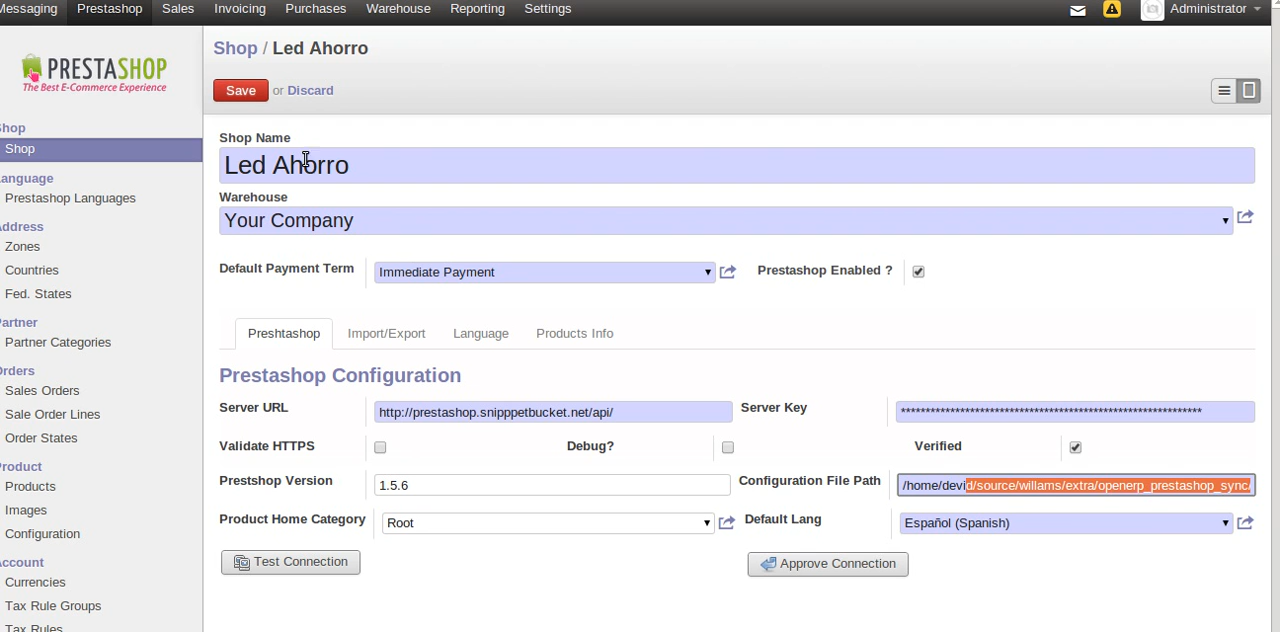 Messaging Prestashop Sales Invoicing Purchases Warehouse Reporting Settings Administrator
PRESTASHOP
The Best E-Commerce Experience
Shop / Led Ahorro
Save or Discard
hop
Shop
anguage
Prestashop Languages
ddress
Zones
Countries
Fed. States
artner
Partner Categories
rders
Sales Orders
Sale Order Lines
Order States
roduct
Products
Images
Configuration
ccount
Currencies
Tax Rule Groups
Tax Rules
Shop Name
Led Ahorro
Warehouse
Your Company
Default Payment Term Immediate Payment Prestashop Enabled ?
Preshtashop Import/Export Language Products Info
Prestashop Configuration
Server URL http://prestashop.snipppetbucket.net/api/ Server Key
Validate HTTPS Debug? Verified
Prestshop Version 1.5.6 Configuration File Path /home/devid/source/willams/extra/openerp_prestashop_sync/
Product Home Category Root Default Lang Español (Spanish)
Test Connection Approve Connection